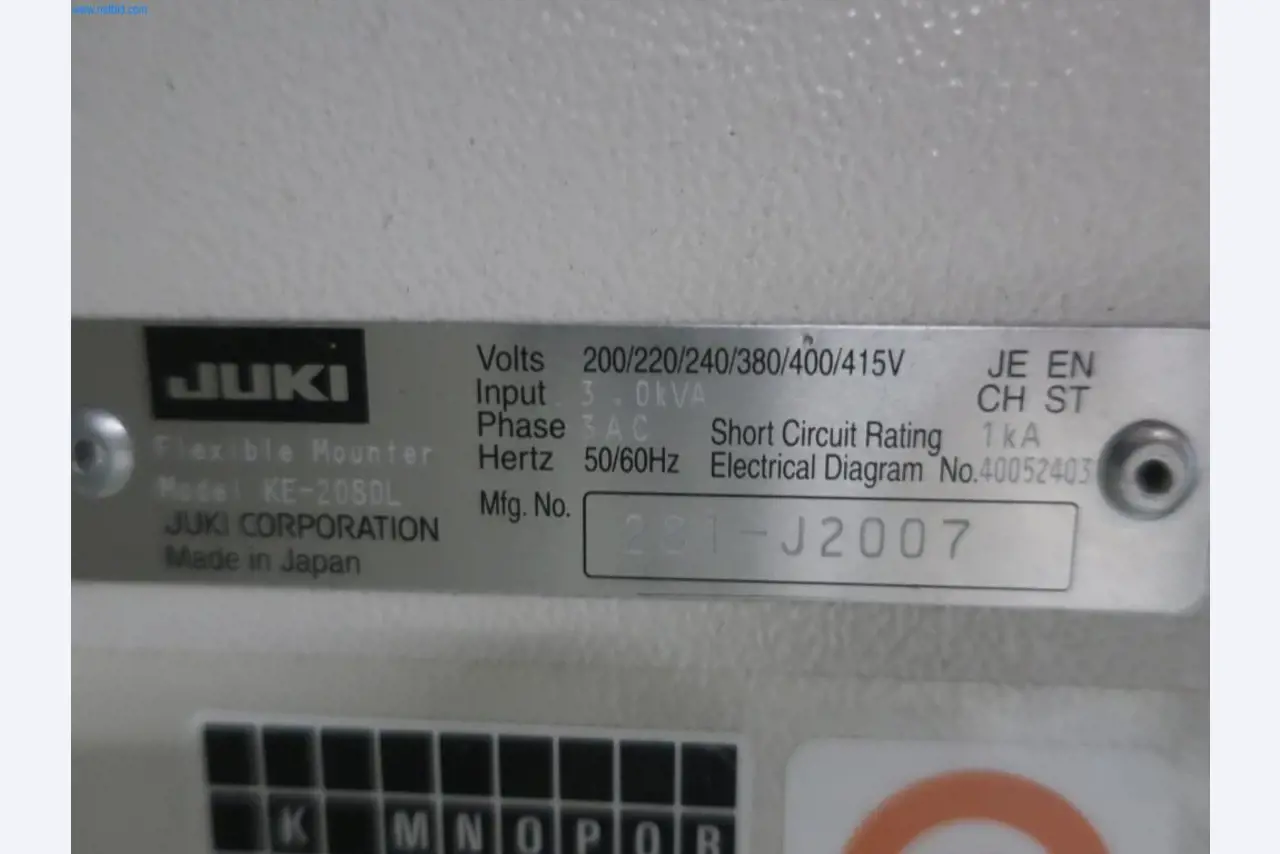 www.netbid.com
JUKI
Flexible Mounter
Model KE-2080L
JUKI CORPORATION
Made in Japan
Volts 200/220/240/380/400/415V
Input 3.0kVA
Phase 3AC
Hertz 50/60Hz
JE EN
CH ST
Short Circuit Rating 1kA
Electrical Diagram No.40052403
Mfg. No.
K M N O P Q R